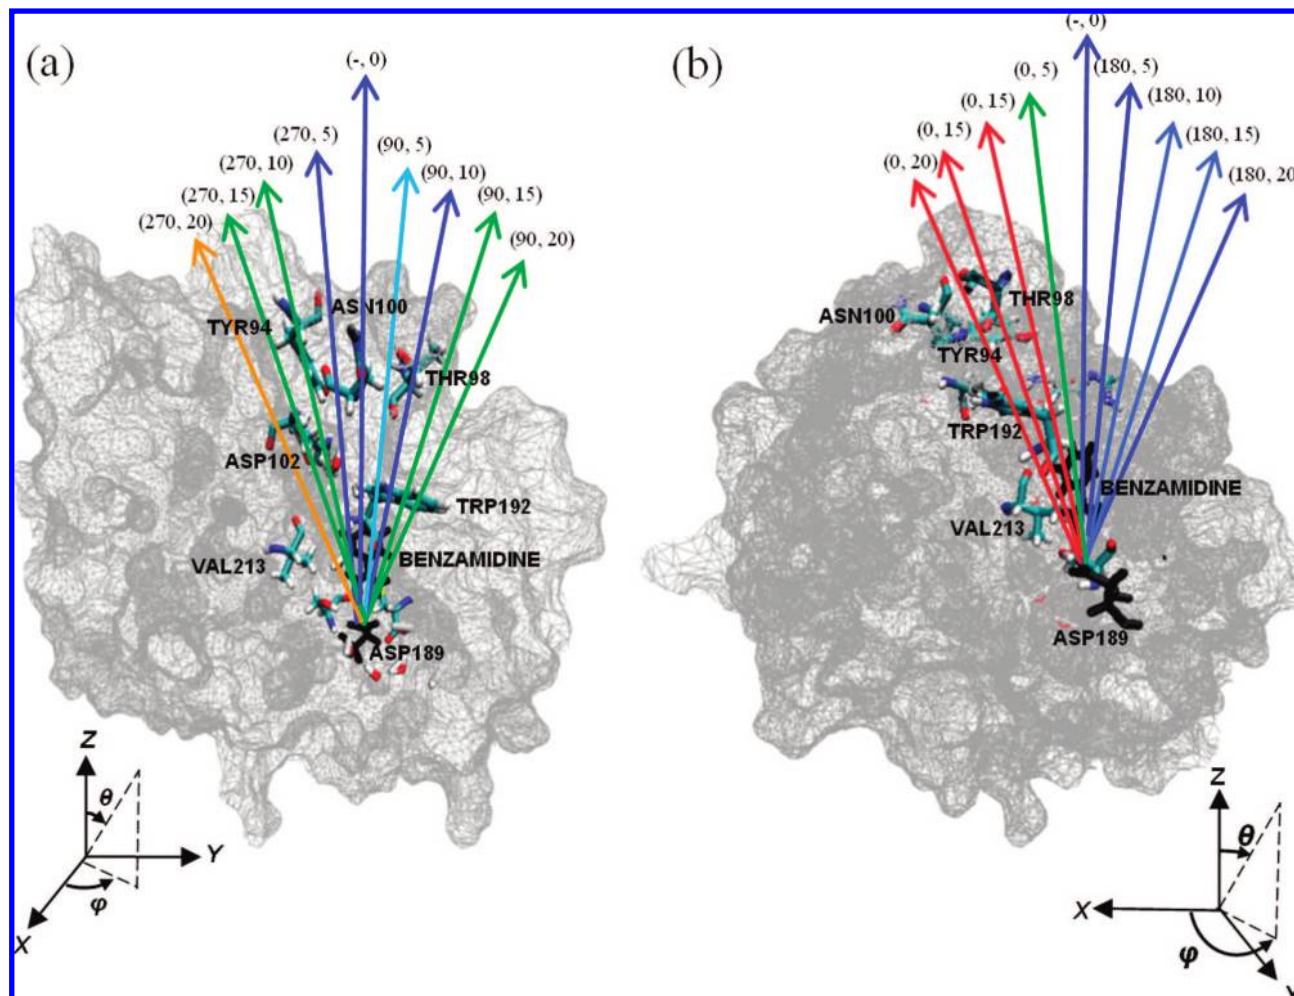 (a)
(-, 0)
(270, 5)
(90, 5)
(270, 10)
(90, 10)
(270, 15)
(90, 15)
(270, 20)
(90, 20)
ASN100
TYR94
THR98
ASP102
TRP192
VAL213
BENZAMIDINE
ASP189
Z
θ
Y
φ
X
(b)
(-, 0)
(0, 5)
(180, 5)
(0, 15)
(180, 10)
(0, 15)
(180, 15)
(0, 20)
(180, 20)
THR98
ASN100
TYR94
TRP192
BENZAMIDINE
VAL213
ASP189
Z
θ
X
φ